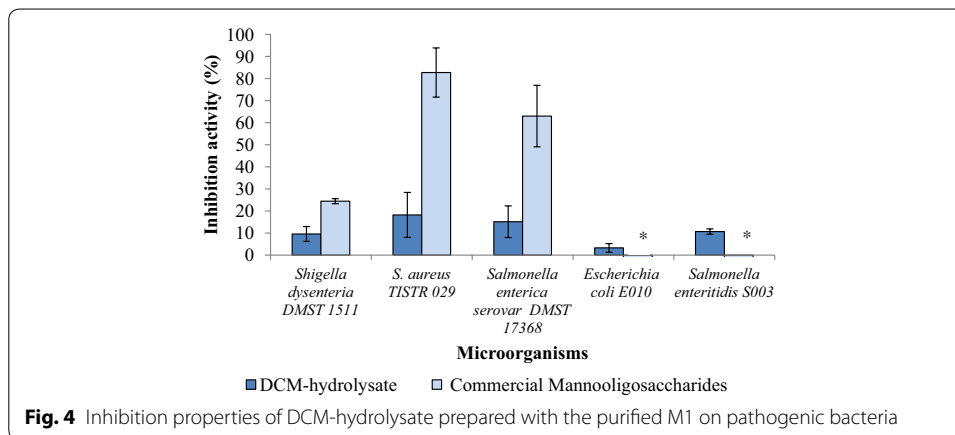 100
90
80
70
60
50
40
30
20
10
0
Inhibition activity (%)
* *
Shigella dysenteria DMST 1511
S. aureus TISTR 029
Salmonella enterica serovar DMST 17368
Escherichia coli E010
Salmonella enteritidis S003
Microorganisms
DCM-hydrolysate Commercial Mannooligosaccharides
Fig. 4 Inhibition properties of DCM-hydrolysate prepared with the purified M1 on pathogenic bacteria